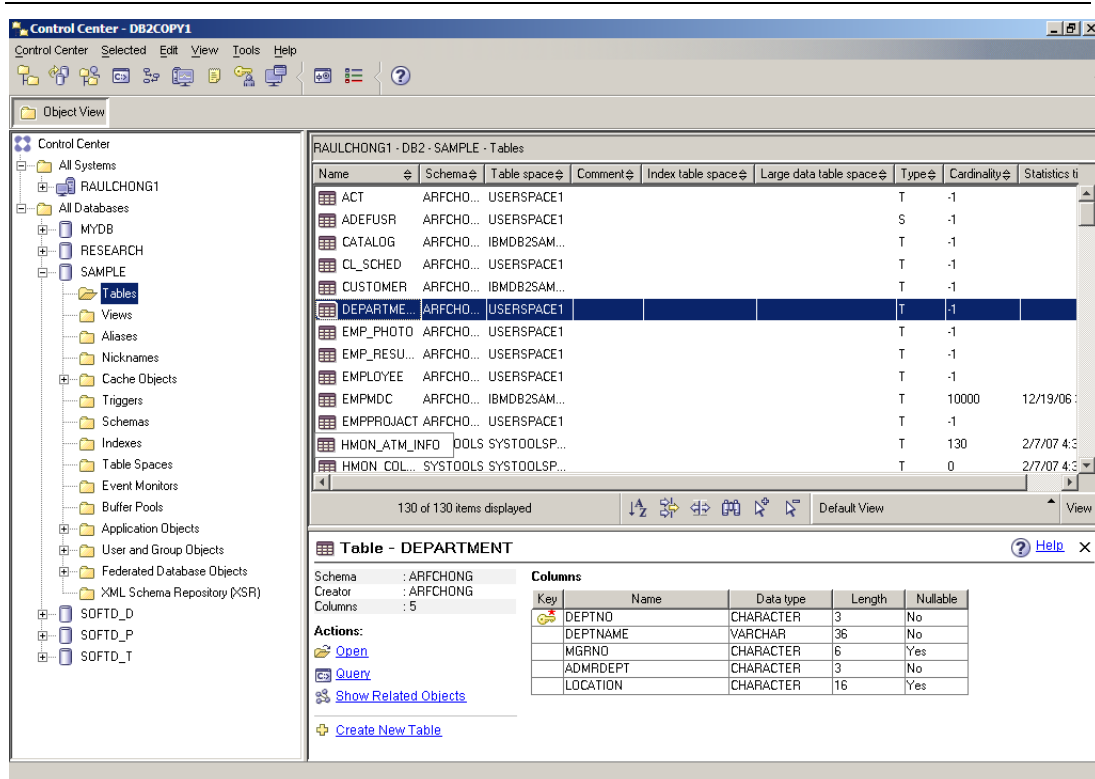 Control Center - DB2COPY1
Control Center Selected Edit View Tools Help
Object View
Control Center
All Systems
RAULCHONG1
All Databases
MYDB
RESEARCH
SAMPLE
Tables
Views
Aliases
Nicknames
Cache Objects
Triggers
Schemas
Indexes
Table Spaces
Event Monitors
Buffer Pools
Application Objects
User and Group Objects
Federated Database Objects
XML Schema Repository (XSR)
SOFTD_D
SOFTD_P
SOFTD_T
RAULCHONG1 - DB2 - SAMPLE - Tables
Name Schema Table space Comment Index table space Large data table space Type Cardinality Statistics ti
ACT ARFCHO... USERSPACE1 T -1
ADEFUSR ARFCHO... USERSPACE1 S -1
CATALOG ARFCHO... IBMDB2SAM... T -1
CL_SCHED ARFCHO... USERSPACE1 T -1
CUSTOMER ARFCHO... IBMDB2SAM... T -1
DEPARTME... ARFCHO... USERSPACE1 T -1
EMP_PHOTO ARFCHO... USERSPACE1 T -1
EMP_RESU... ARFCHO... USERSPACE1 T -1
EMPLOYEE ARFCHO... USERSPACE1 T -1
EMPMDC ARFCHO... IBMDB2SAM... T 10000 12/19/06
EMPPROJACT ARFCHO... USERSPACE1 T -1
HMON_ATM_INFO OOLS SYSTOOLSP... T 130 2/7/07 4:3
HMON_COL... SYSTOOLS SYSTOOLSP... T 0 2/7/07 4:3
130 of 130 items displayed Default View View
Table - DEPARTMENT Help
Schema : ARFCHONG
Creator : ARFCHONG
Columns : 5
Actions:
Open
Query
Show Related Objects
Create New Table
Columns
Key Name Data type Length Nullable
DEPTNO CHARACTER 3 No
DEPTNAME VARCHAR 36 No
MGRNO CHARACTER 6 Yes
ADMRDEPT CHARACTER 3 No
LOCATION CHARACTER 16 Yes